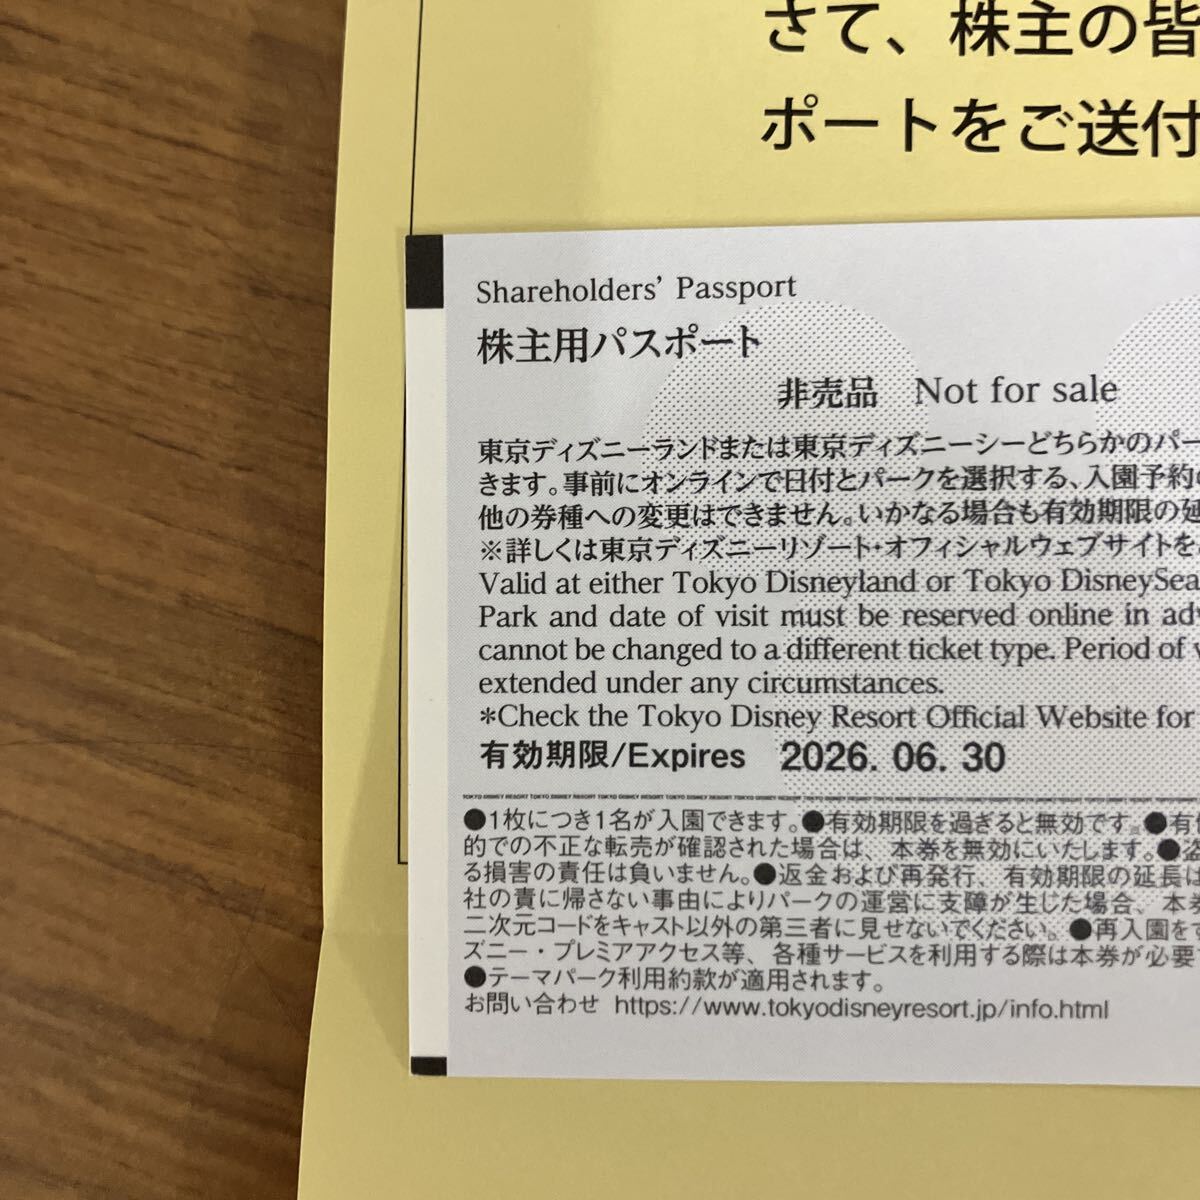 さて、株主の皆
ポートをご送付
Shareholders' Passport
株主用パスポート
非売品 Not for sale
東京ディズニーランドまたは東京ディズニーシーどちらかのパー
きます。事前にオンラインで日付とパークを選択する、入園予約
他の券種への変更はできません。いかなる場合も有効期限の延
※詳しくは東京ディズニーリゾート・オフィシャルウェブサイトを
Valid at either Tokyo Disneyland or Tokyo DisneySea
Park and date of visit must be reserved online in adv
cannot be changed to a different ticket type. Period of v
extended under any circumstances.
*Check the Tokyo Disney Resort Official Website for
有効期限/Expires 2026. 06. 30
TOKYO DISNEY RESORT TOKYO DISNEY RESORT TOKYO DISNEY RESORT TOKYO DISNEY RESORT TOKYO DISNEY RESORT
●1枚につき1名が入園できます。●有効期限を過ぎると無効です。●有
的での不正な転売が確認された場合は、本券を無効にいたします。●盗
る損害の責任は負いません。●返金および再発行、有効期限の延長は
社の責に帰さない事由によりパークの運営に支障が生じた場合、本券
二次元コードをキャスト以外の第三者に見せないでください。●再入園をす
ズニー・プレミアアクセス等、各種サービスを利用する際は本券が必要
●テーマパーク利用約款が適用されます。
お問い合わせ https://www.tokyodisneyresort.jp/info.html